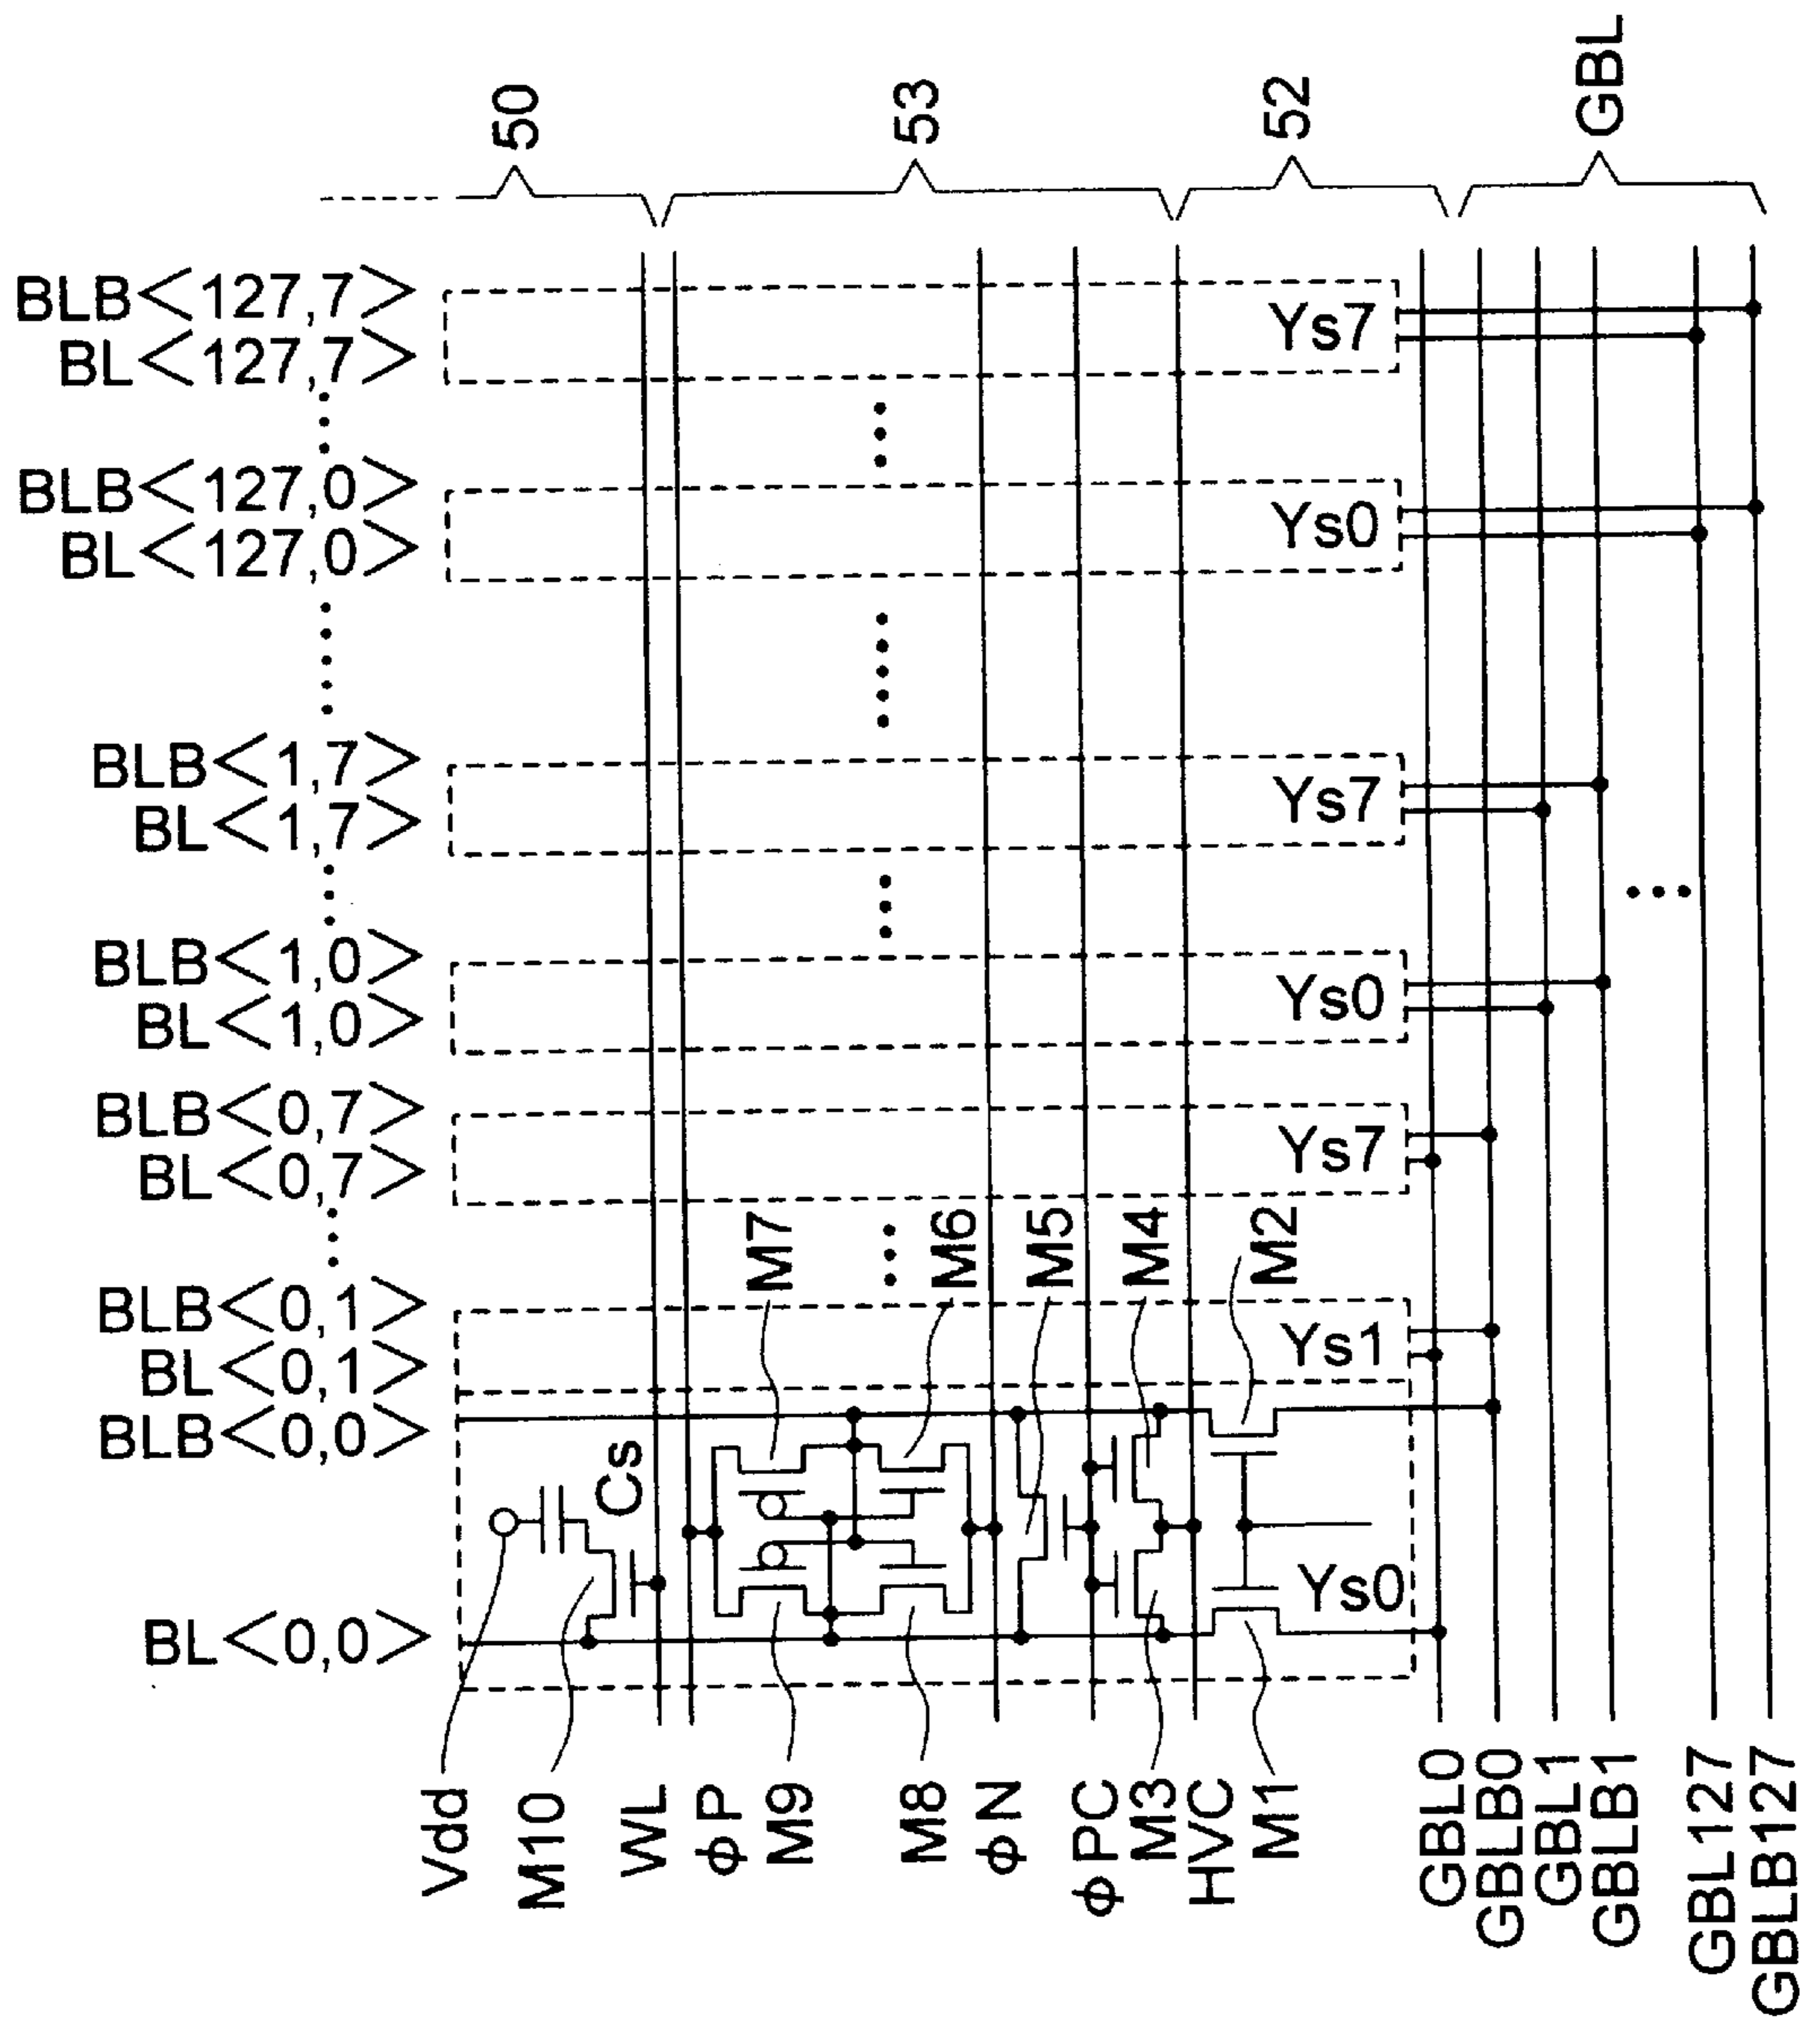 BLB<127,7>
BL<127,7>
BLB<127,0>
BL<127,0>
BLB<1,7>
BL<1,7>
BLB<1,0>
BL<1,0>
BLB<0,7>
BL<0,7>
BLB<0,1>
BL<0,1>
BLB<0,0>
BL<0,0>
50
53
52
GBL
Ys7
Ys0
Ys7
Ys0
Ys7
Ys1
Ys0
M7
M6
M5
M4
M2
Cs
Vdd
M10
WL
ϕP
M9
M8
ϕN
ϕPC
M3
HVC
M1
GBL0
GBLB0
GBL1
GBLB1
GBL127
GBLB127